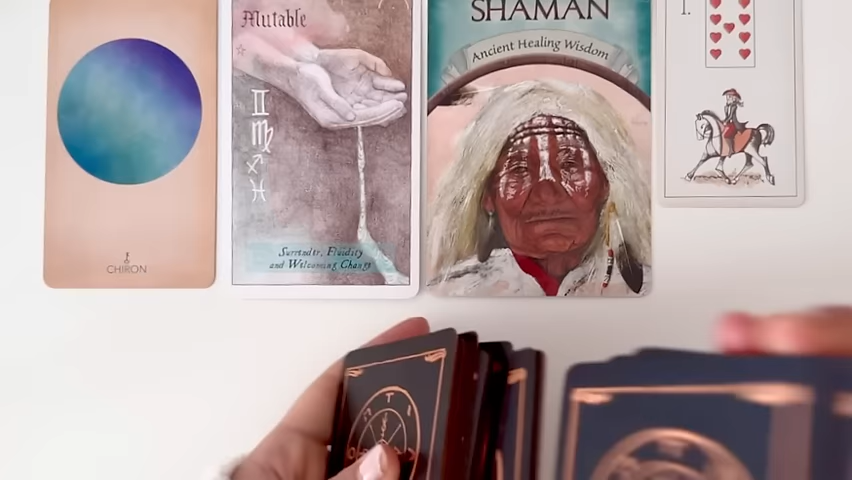 Mutable
Surrender, Fluidity
and Welcoming Change
CHIRON
SHAMAN
Ancient Healing Wisdom
1.